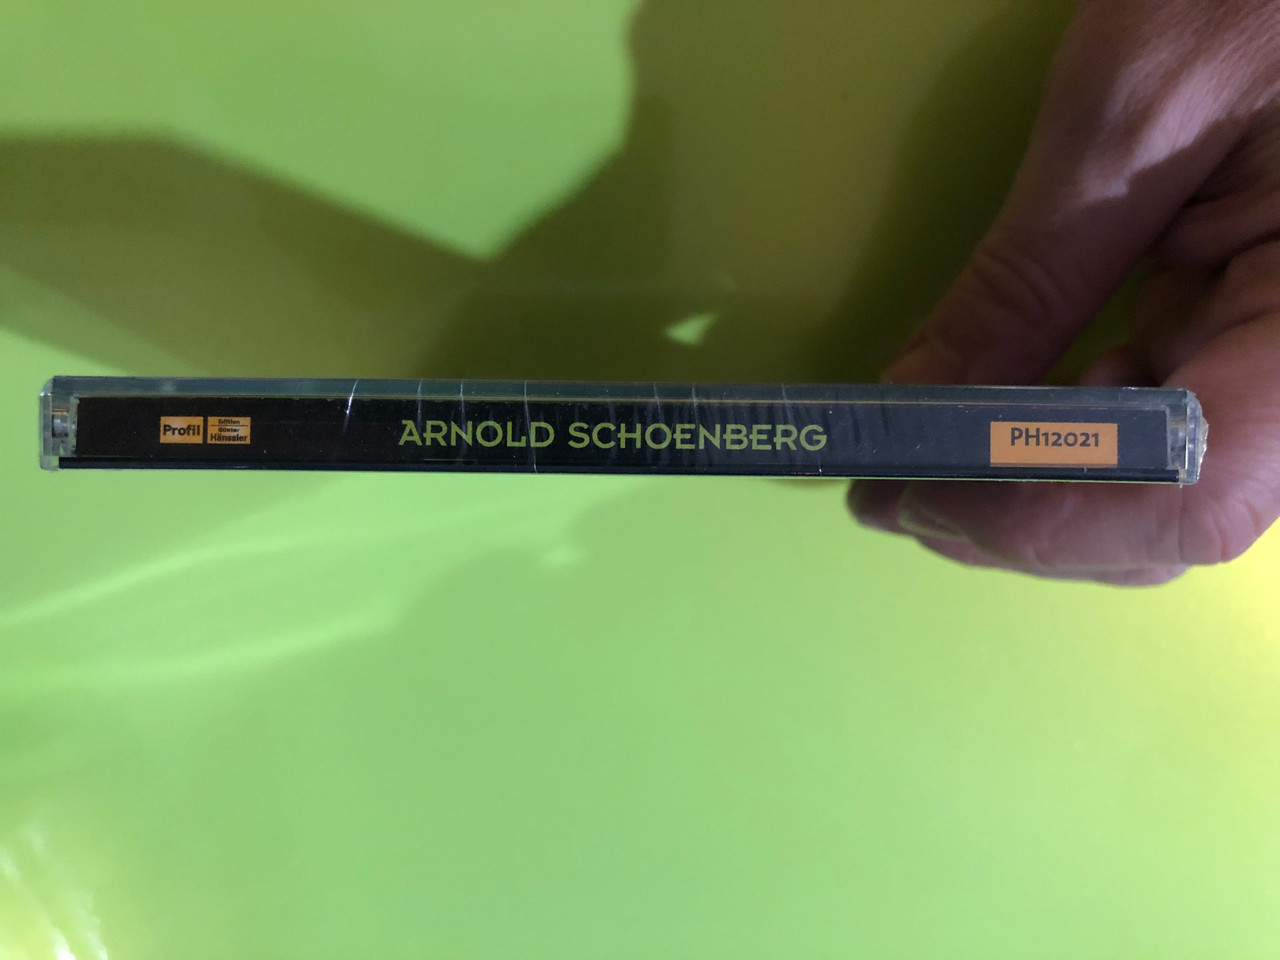 Profil
Edition
Günter
Hänssler
ARNOLD SCHOENBERG
PH12021